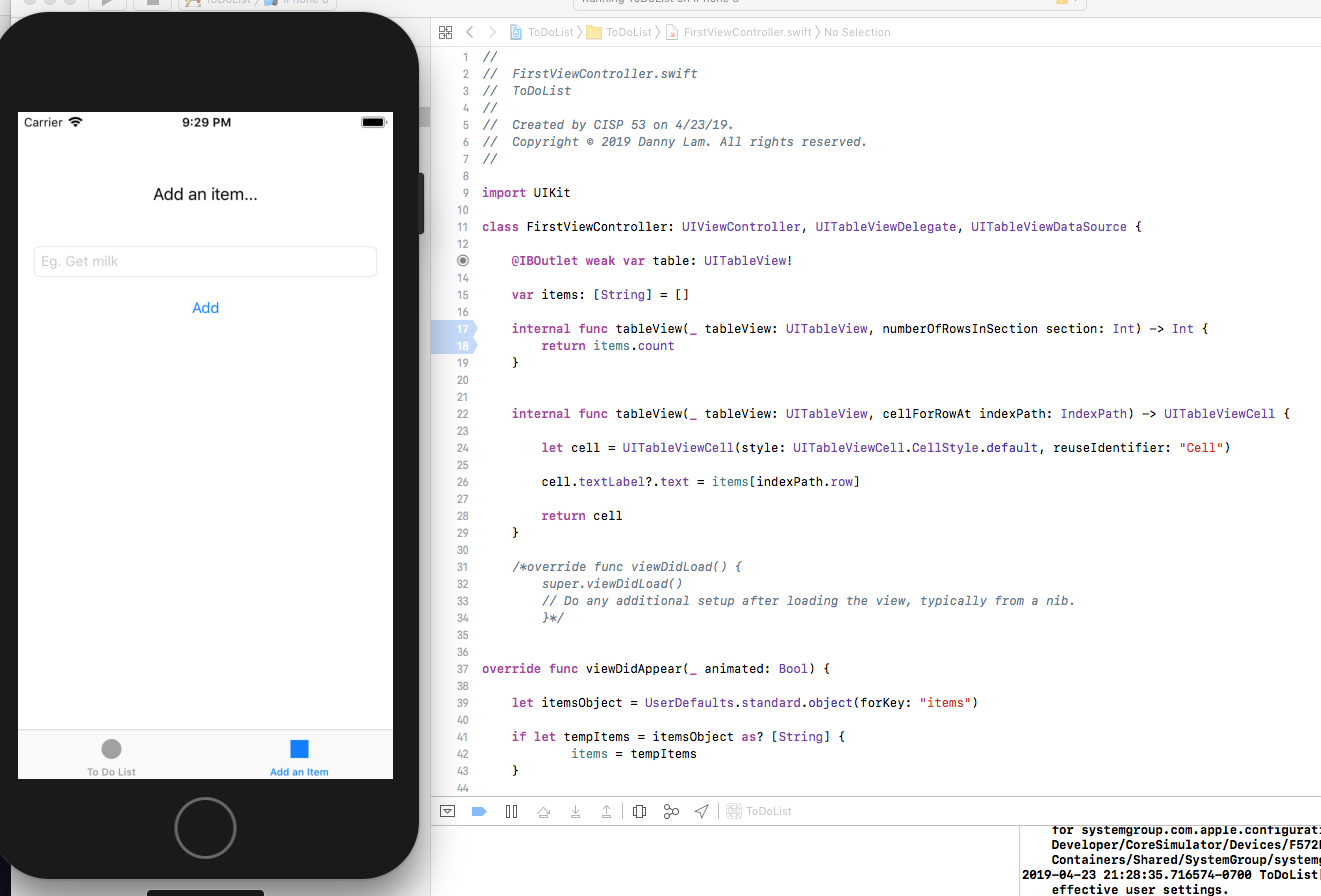 Carrier 9:29 PM
Add an item...
Eg. Get milk
Add
To Do List Add an Item
ToDoList ToDoList FirstViewController.swift No Selection
1 //
2 // FirstViewController.swift
3 // ToDoList
4 //
5 // Created by CISP 53 on 4/23/19.
6 // Copyright © 2019 Danny Lam. All rights reserved.
7 //
8
9 import UIKit
10
11 class FirstViewController: UIViewController, UITableViewDelegate, UITableViewDataSource {
12
@IBOutlet weak var table: UITableView!
14
15 var items: [String] = []
16
17 internal func tableView(_ tableView: UITableView, numberOfRowsInSection section: Int) -> Int {
18 return items.count
19 }
20
21
22 internal func tableView(_ tableView: UITableView, cellForRowAt indexPath: IndexPath) -> UITableViewCell {
23
24 let cell = UITableViewCell(style: UITableViewCell.CellStyle.default, reuseIdentifier: "Cell")
25
26 cell.textLabel?.text = items[indexPath.row]
27
28 return cell
29 }
30
31 /*override func viewDidLoad() {
32 super.viewDidLoad()
33 // Do any additional setup after loading the view, typically from a nib.
34 }*/
35
36
37 override func viewDidAppear(_ animated: Bool) {
38
39 let itemsObject = UserDefaults.standard.object(forKey: "items")
40
41 if let tempItems = itemsObject as? [String] {
42 items = tempItems
43 }
44
ToDoList
for systemgroup.com.apple.configurati
Developer/CoreSimulator/Devices/F572
Containers/Shared/SystemGroup/system
2019-04-23 21:28:35.716574-0700 ToDoList
effective user settings.